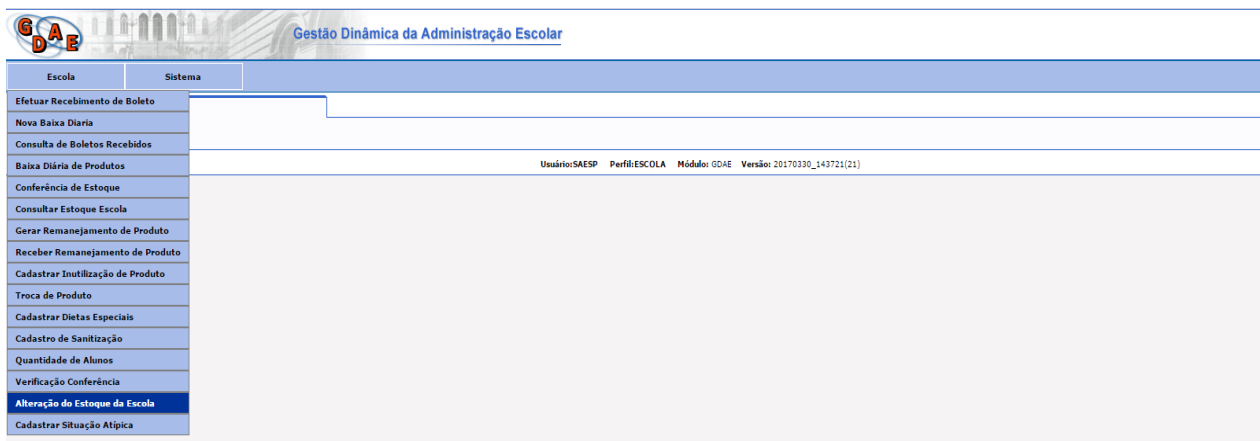 GDAE
Gestão Dinâmica da Administração Escolar
Escola Sistema
Efetuar Recebimento de Boleto
Nova Baixa Diaria
Consulta de Boletos Recebidos
Baixa Diária de Produtos
Usuário:SAESP Perfil:ESCOLA Módulo: GDAE Versão: 20170330_143721(21)
Conferência de Estoque
Consultar Estoque Escola
Gerar Remanejamento de Produto
Receber Remanejamento de Produto
Cadastrar Inutilização de Produto
Troca de Produto
Cadastrar Dietas Especiais
Cadastro de Sanitização
Quantidade de Alunos
Verificação Conferência
Alteração do Estoque da Escola
Cadastrar Situação Atípica